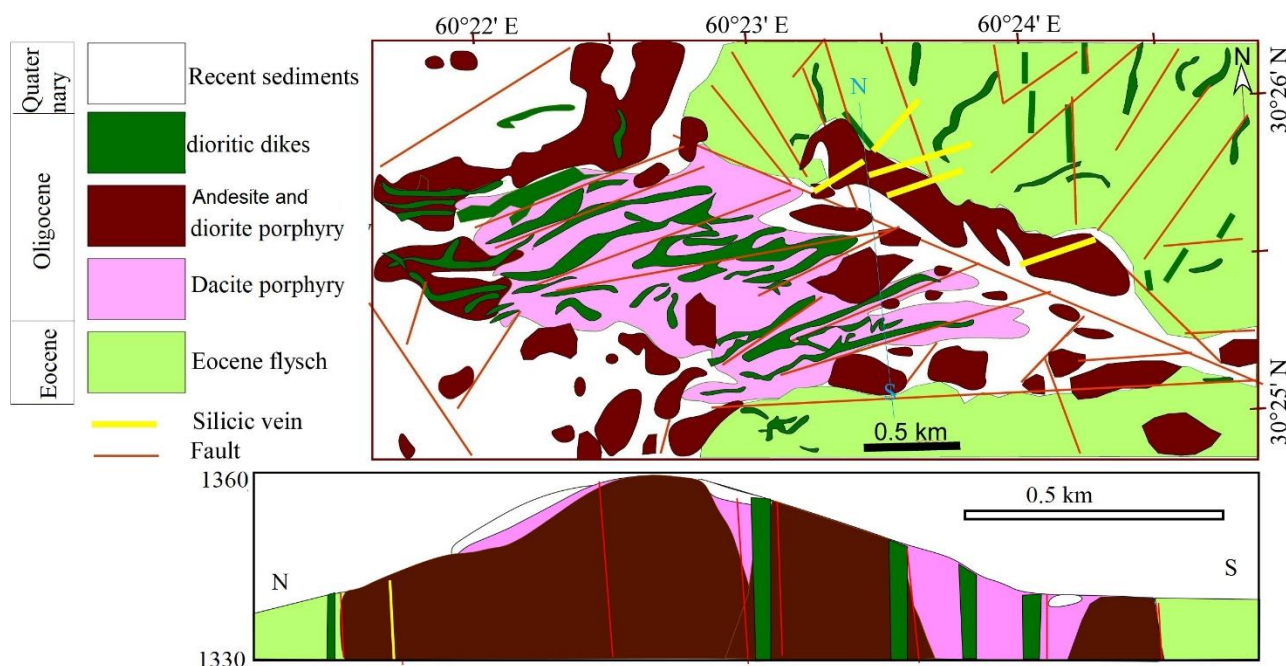 60°22' E
60°23' E
60°24' E
Quater
nary
Recent sediments
Oligocene
dioritic dikes
Andesite and
diorite porphyry
Dacite porphyry
Eocene
Eocene flysch
Silicic vein
Fault
N
N
S
30°26' N
30°25' N
0.5 km
1360
1330
N
S
0.5 km